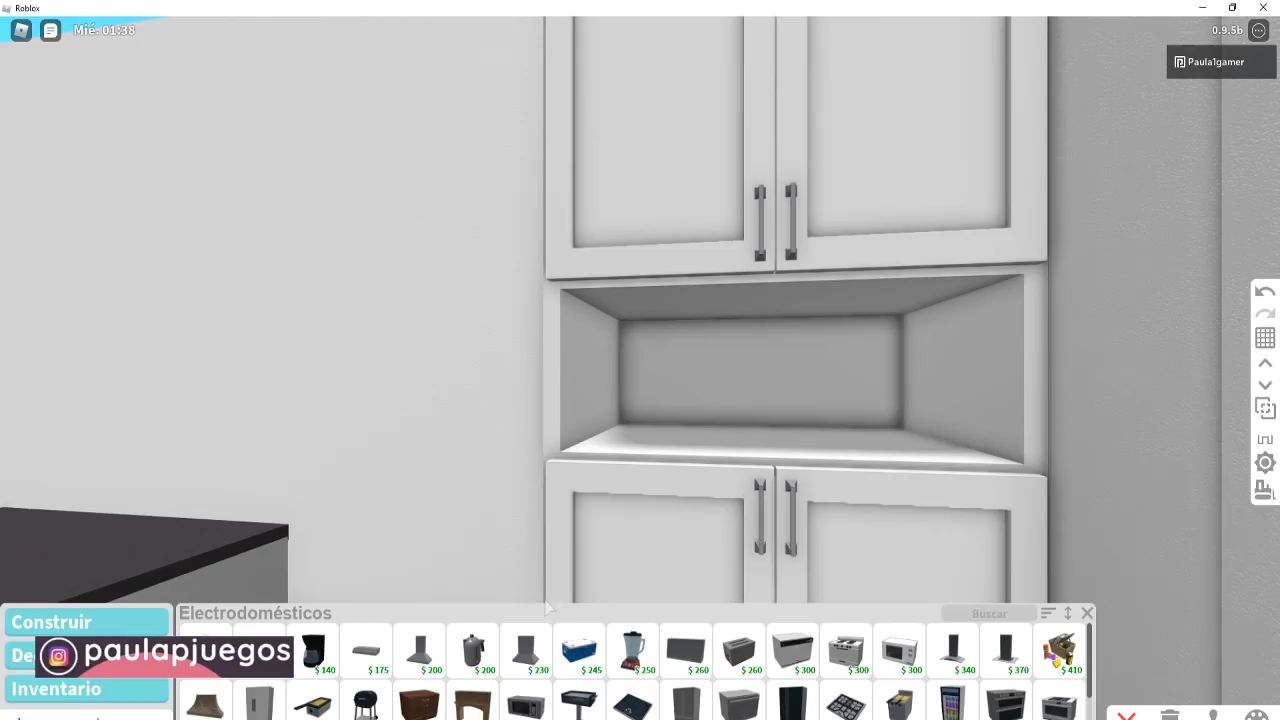 Roblox
Mié. 01:38
0.9.5b
Paula1gamer
Electrodomésticos
Buscar
Construir
De
Inventario
paulapjuegos
$ 140
$ 175
$ 200
$ 200
$ 230
$ 245
$ 250
$ 260
$ 260
$ 300
$ 300
$ 300
$ 340
$ 370
$ 410